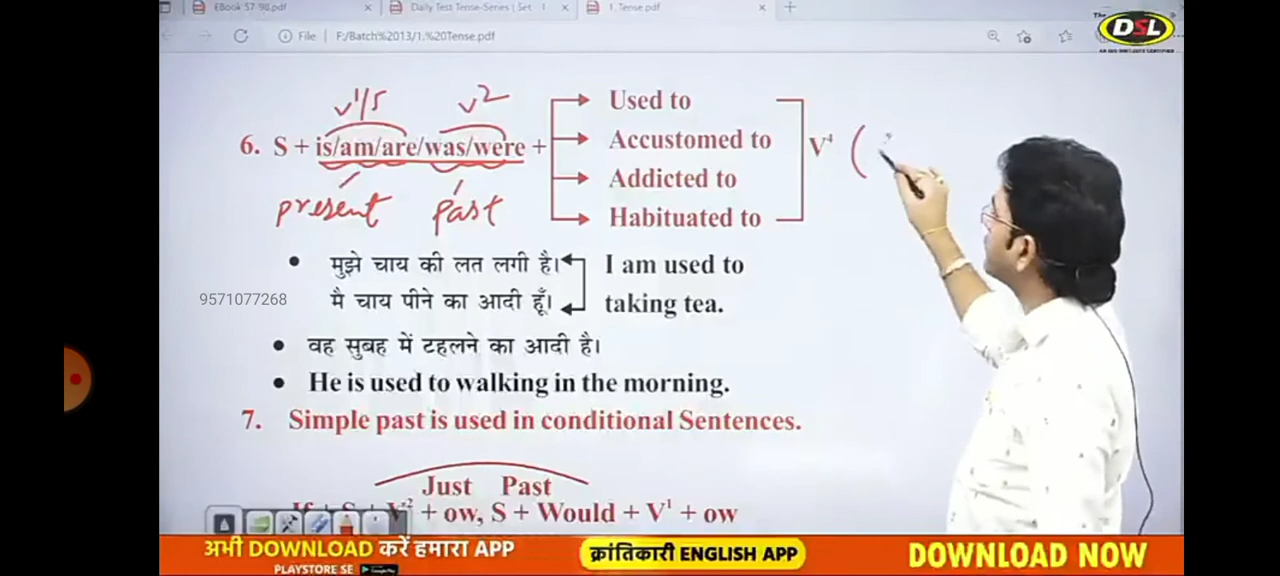 EBook 57-98.pdf
Daily Test Tense-Series (Set - 1
1. Tense.pdf
The
DSL
File | F:/Batch%2013/1.%20Tense.pdf
v1/5 v2
6. S + is/am/are/was/were +
Used to
Accustomed to
Addicted to
Habituated to
V⁴ (
present past
• मुझे चाय की लत लगी है। I am used to
9571077268 मै चाय पीने का आदी हूँ। taking tea.
• वह सुबह में टहलने का आदी है।
• He is used to walking in the morning.
7. Simple past is used in conditional Sentences.
Just Past
If + S + V² + ow, S + Would + V¹ + ow
अभी DOWNLOAD करें हमारा APP
PLAYSTORE SE
क्रांतिकारी ENGLISH APP
DOWNLOAD NOW